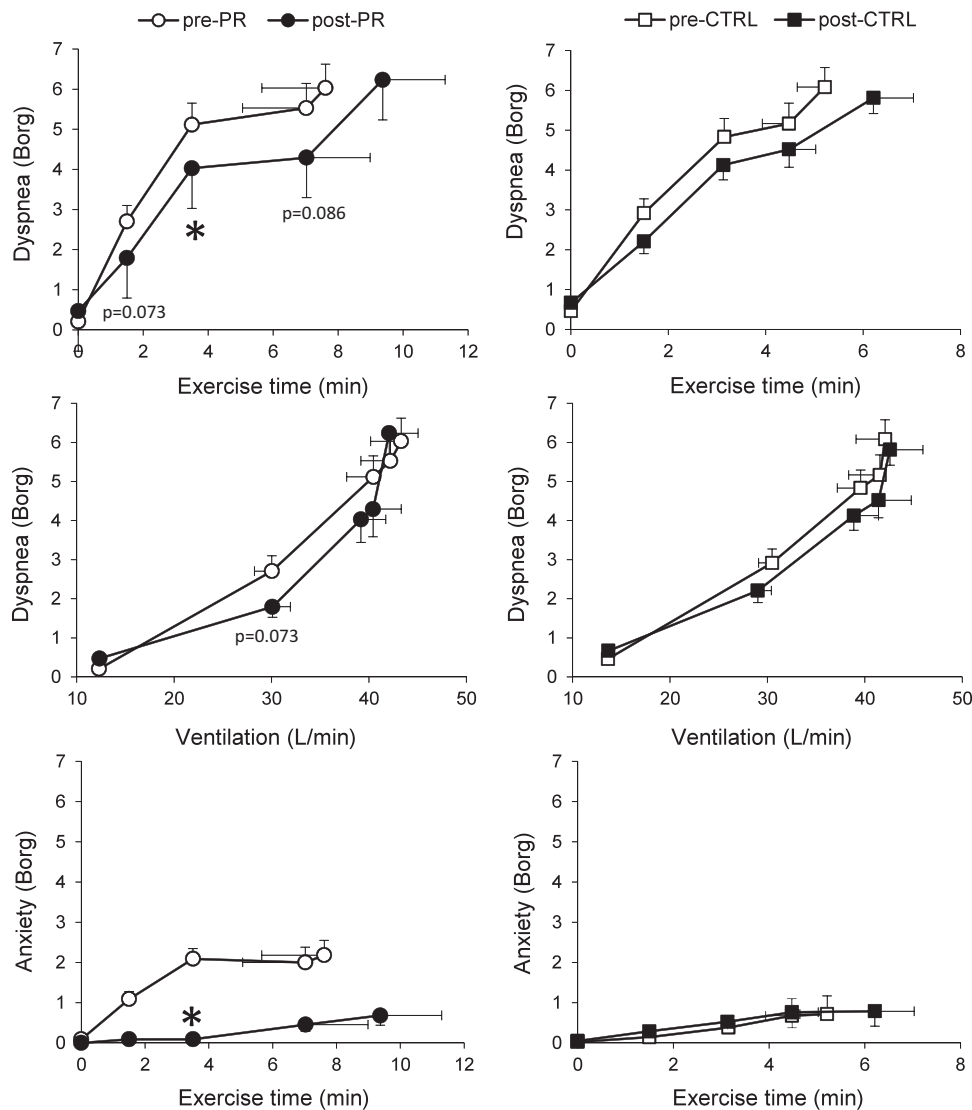 pre-PR post-PR
pre-CTRL post-CTRL
7
6
5
4
3
2
1
0
Dyspnea (Borg)
p=0.086
*
p=0.073
0 2 4 6 8 10 12
Exercise time (min)
7
6
5
4
3
2
1
0
Dyspnea (Borg)
0 2 4 6 8
Exercise time (min)
7
6
5
4
3
2
1
0
Dyspnea (Borg)
p=0.073
10 20 30 40 50
Ventilation (L/min)
7
6
5
4
3
2
1
0
Dyspnea (Borg)
10 20 30 40 50
Ventilation (L/min)
7
6
5
4
3
2
1
0
Anxiety (Borg)
*
0 2 4 6 8 10 12
Exercise time (min)
7
6
5
4
3
2
1
0
Anxiety (Borg)
0 2 4 6 8
Exercise time (min)